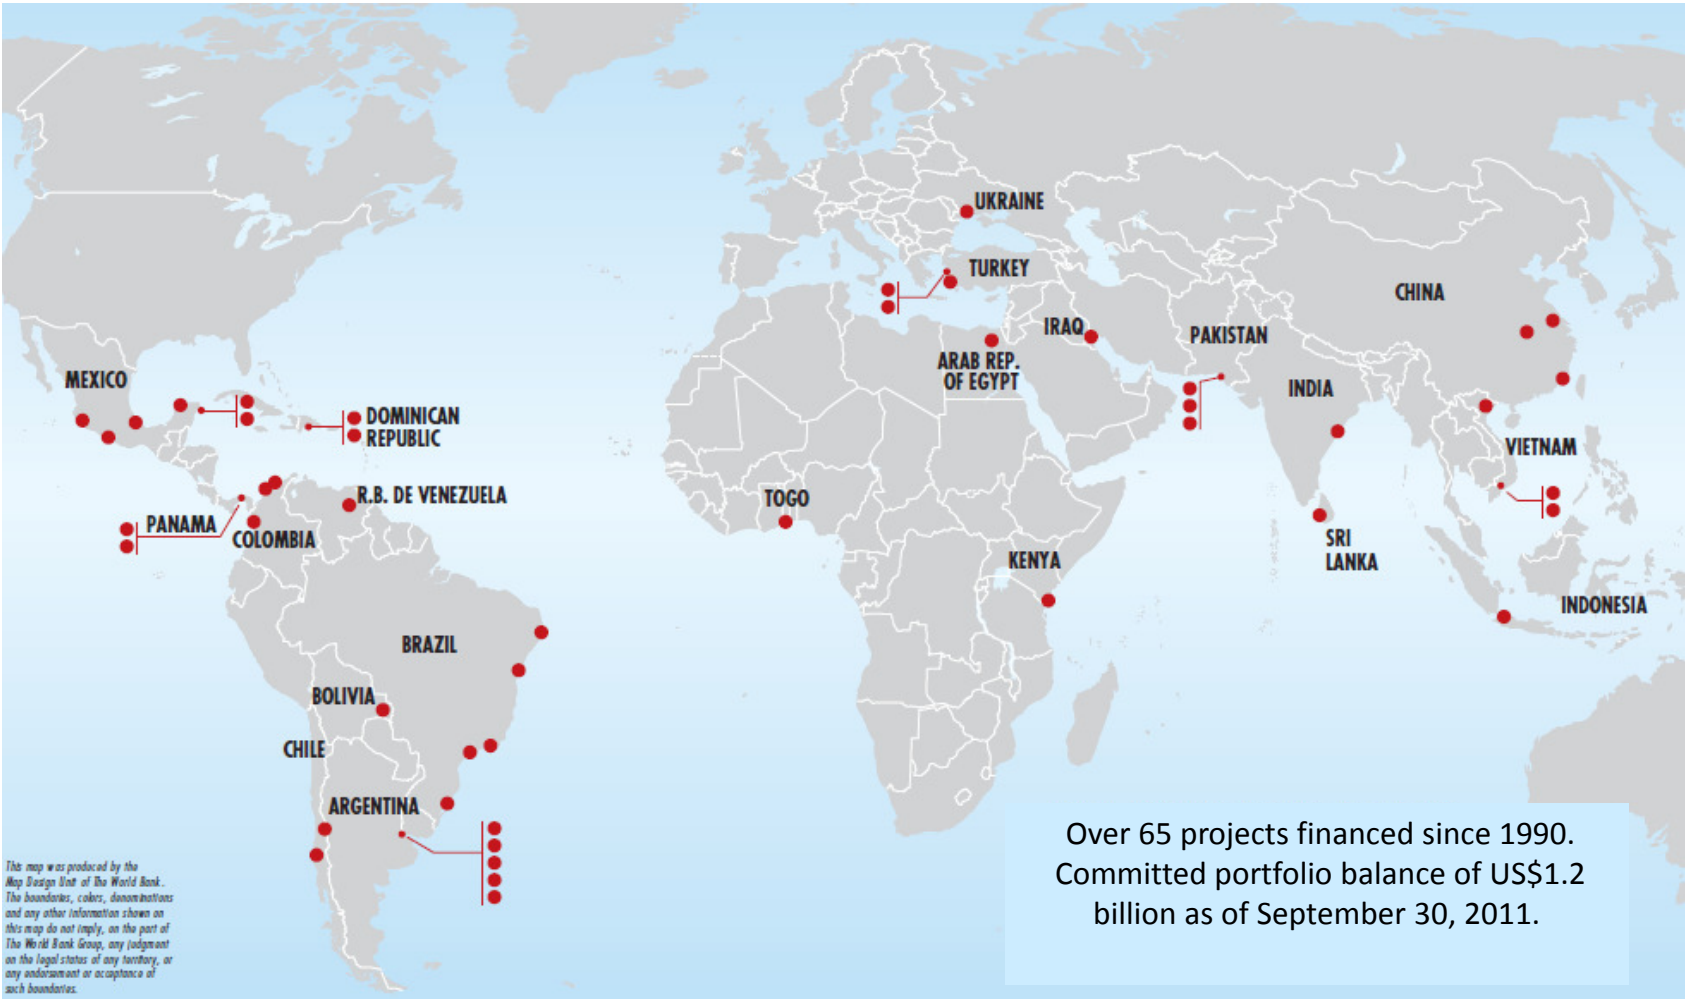 UKRAINE
TURKEY
CHINA
IRAQ
PAKISTAN
ARAB REP.
OF EGYPT
MEXICO
INDIA
DOMINICAN
REPUBLIC
VIETNAM
R.B. DE VENEZUELA
TOGO
PANAMA
COLOMBIA
SRI
LANKA
KENYA
INDONESIA
BRAZIL
BOLIVIA
CHILE
ARGENTINA
Over 65 projects financed since 1990.
Committed portfolio balance of US$1.2
billion as of September 30, 2011.
This map was produced by the
Map Design Unit of The World Bank.
The boundaries, colors, denominations
and any other information shown on
this map do not imply, on the part of
The World Bank Group, any judgment
on the legal status of any territory, or
any endorsement or acceptance of
such boundaries.